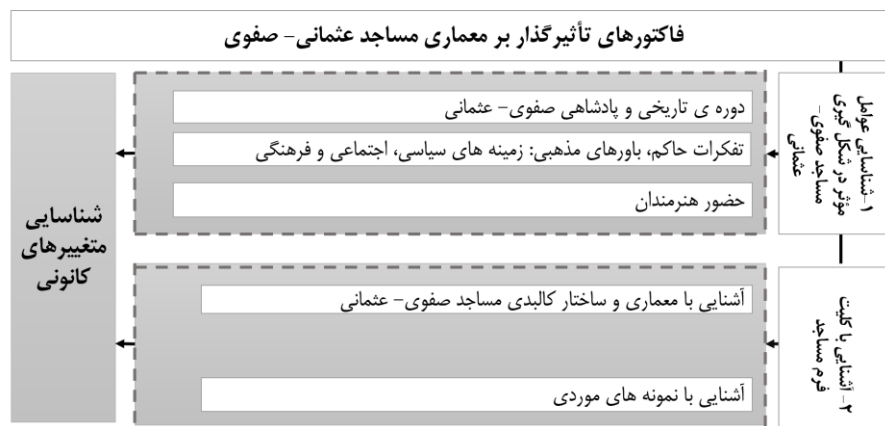 فاکتورهای تأثیرگذار بر معماری مساجد عثمانی- صفوی
۱-شناسایی عوامل
مؤثر در شکل گیری
مساجد صفوی-
عثمانی
دوره ی تاریخی و پادشاهی صفوی- عثمانی
تفکرات حاکم، باورهای مذهبی: زمینه های سیاسی، اجتماعی و فرهنگی
حضور هنرمندان
۲- آشنایی با کلیت
فرم مساجد
آشنایی با معماری و ساختار کالبدی مساجد صفوی- عثمانی
آشنایی با نمونه های موردی
شناسایی
متغییرهای
کانونی